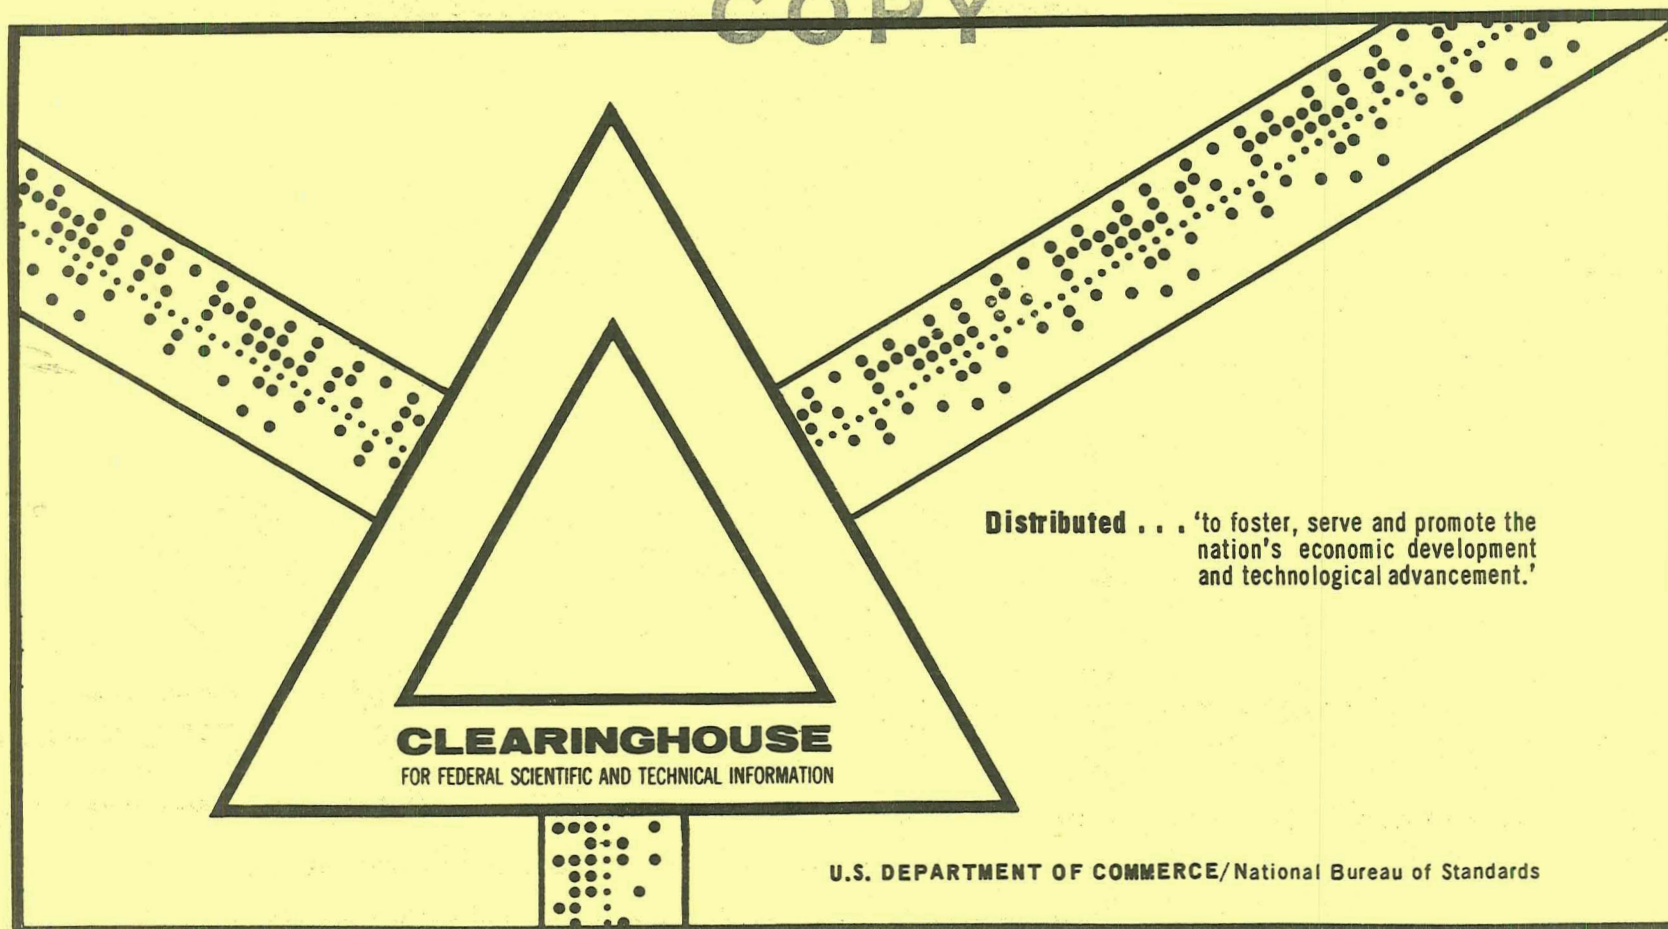 COPY
Distributed . . . ‘to foster, serve and promote the
nation's economic development
and technological advancement.’
CLEARINGHOUSE
FOR FEDERAL SCIENTIFIC AND TECHNICAL INFORMATION
U.S. DEPARTMENT OF COMMERCE/National Bureau of Standards